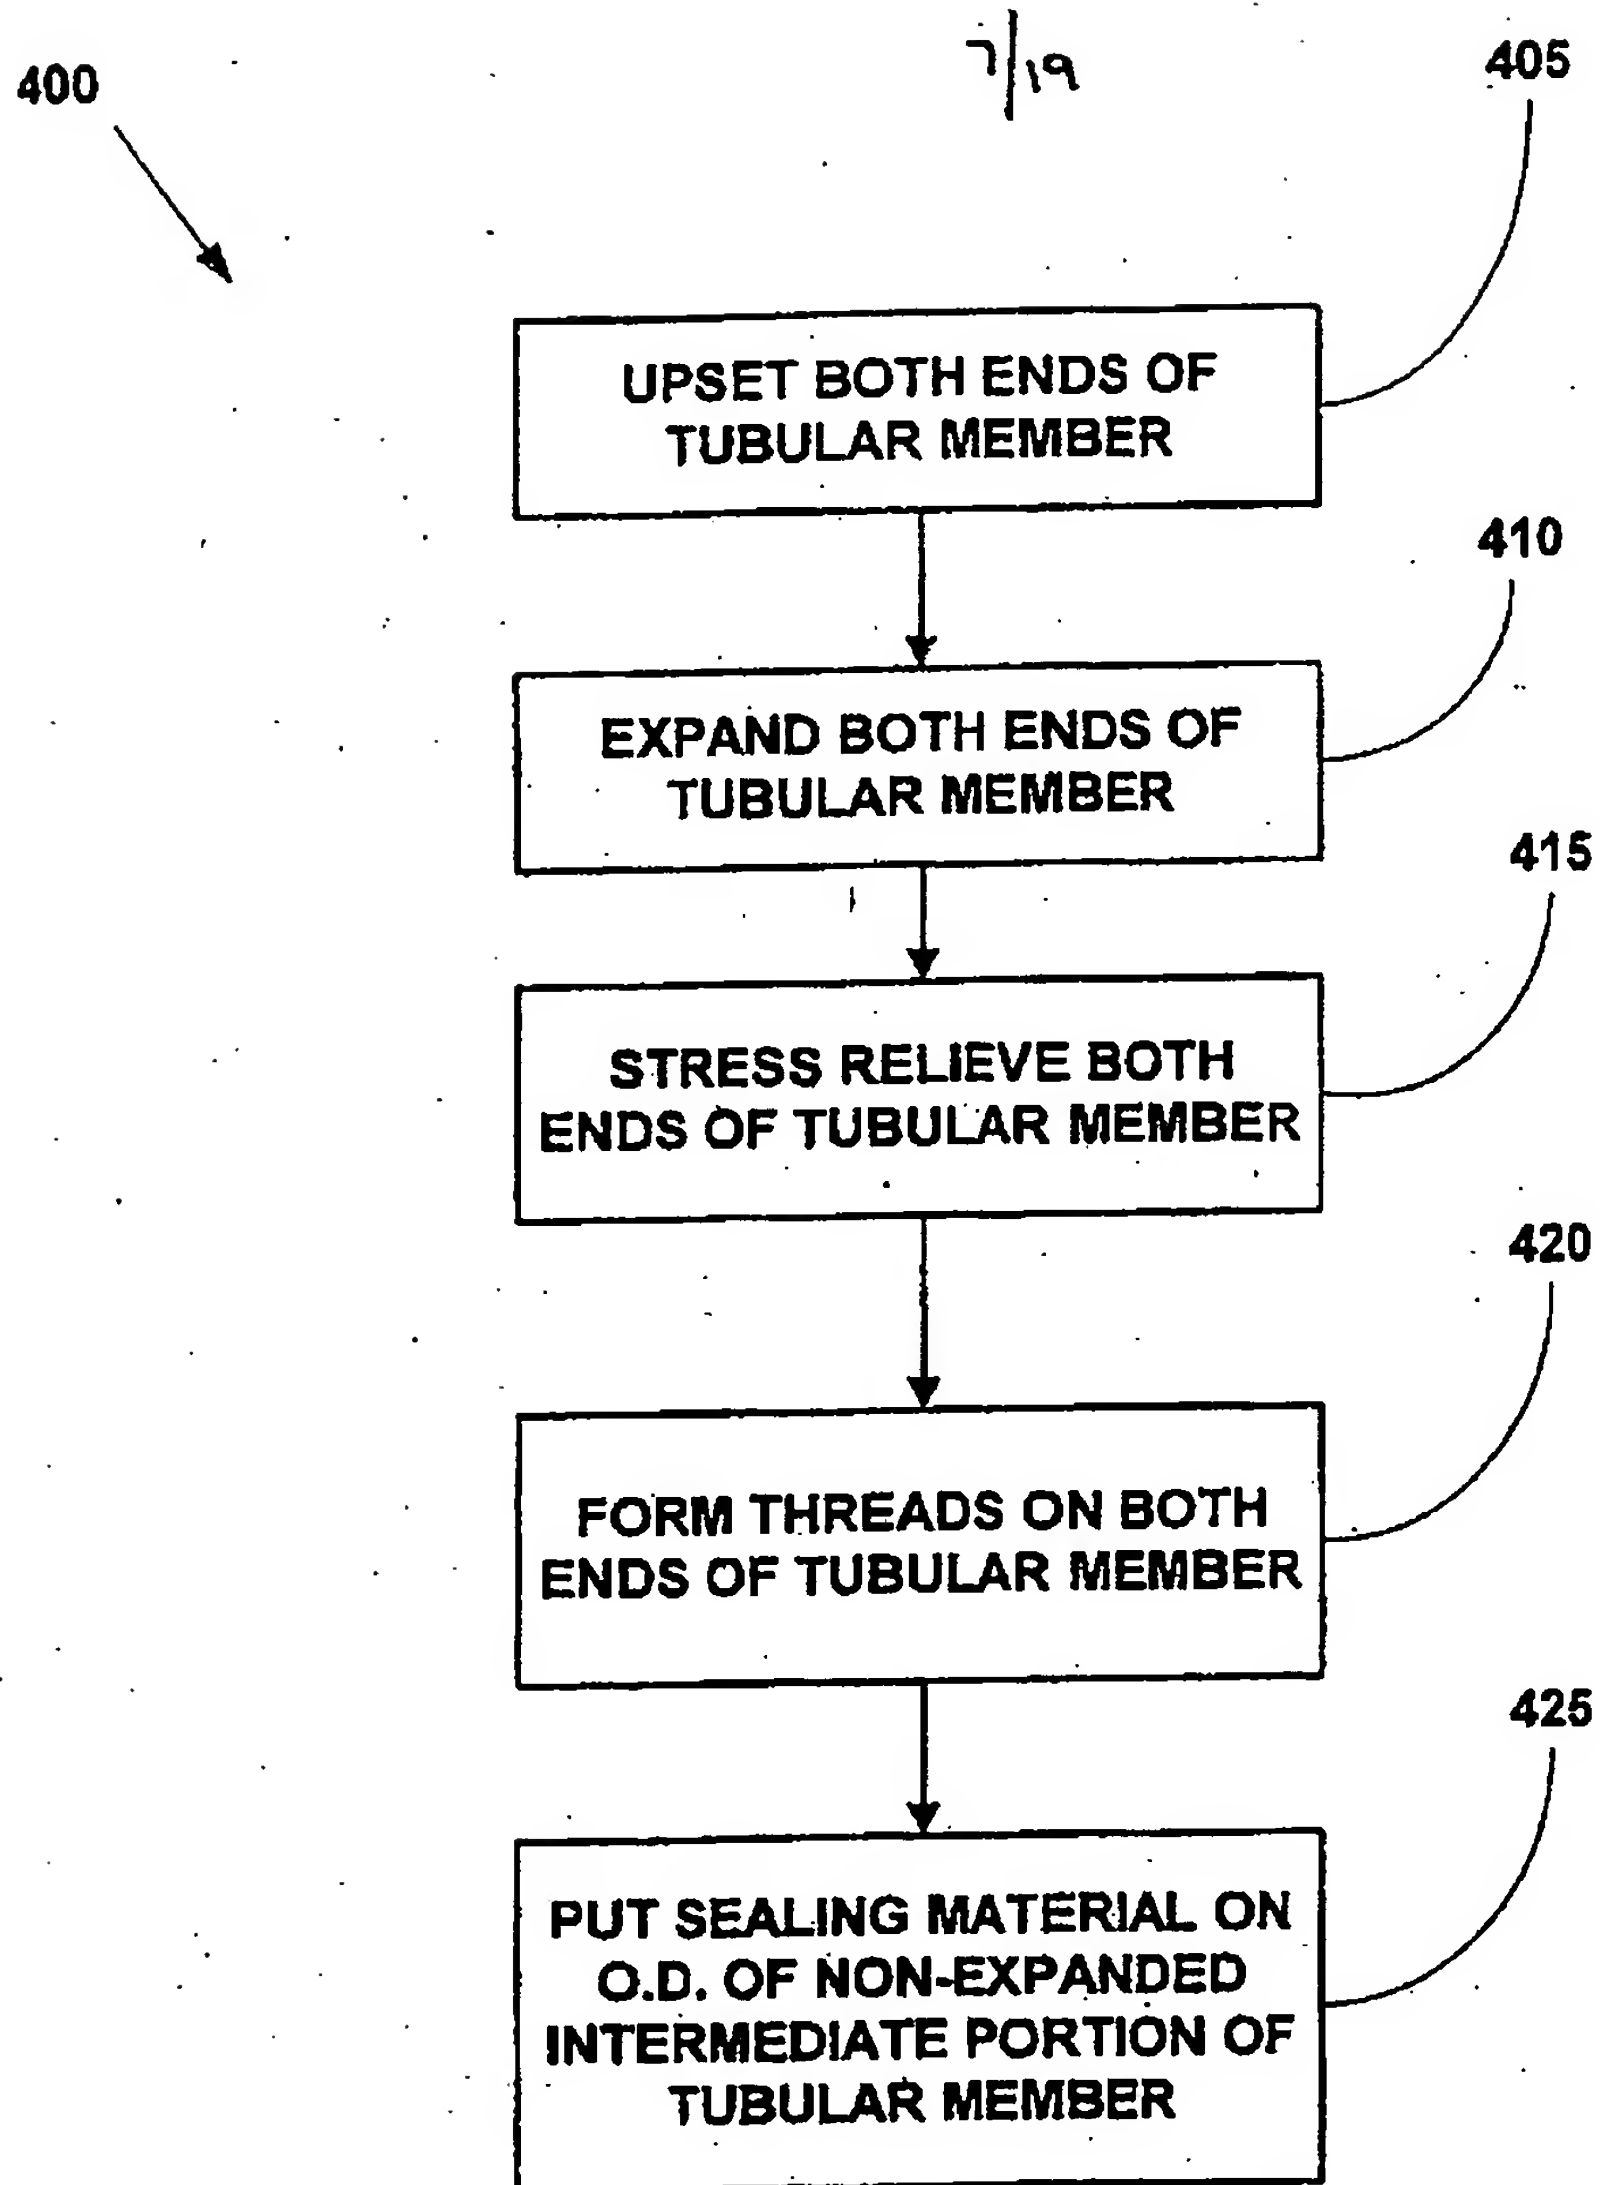 7/19
400
405
UPSET BOTH ENDS OF
TUBULAR MEMBER
410
EXPAND BOTH ENDS OF
TUBULAR MEMBER
415
STRESS RELIEVE BOTH
ENDS OF TUBULAR MEMBER
420
FORM THREADS ON BOTH
ENDS OF TUBULAR MEMBER
425
PUT SEALING MATERIAL ON
O.D. OF NON-EXPANDED
INTERMEDIATE PORTION OF
TUBULAR MEMBER